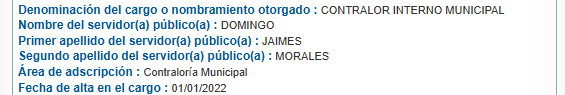 Denominación del cargo o nombramiento otorgado : CONTRALOR INTERNO MUNICIPAL
Nombre del servidor(a) público(a) : DOMINGO
Primer apellido del servidor(a) público(a) : JAIMES
Segundo apellido del servidor(a) público(a) : MORALES
Área de adscripción : Contraloría Municipal
Fecha de alta en el cargo : 01/01/2022